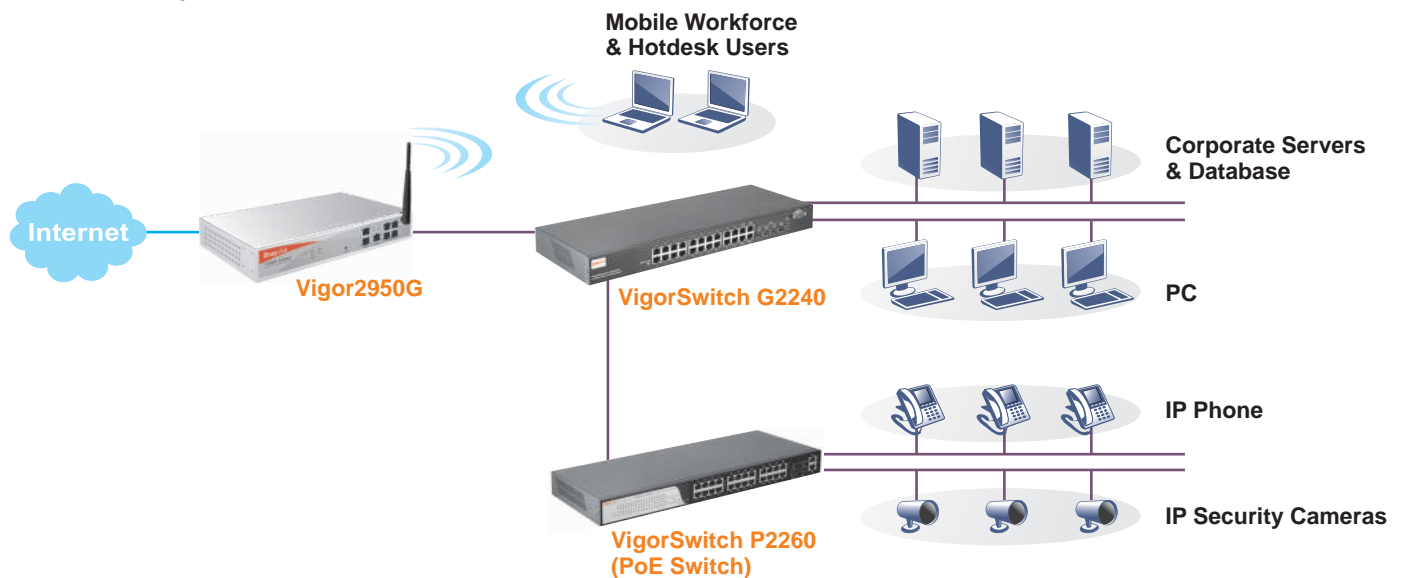 Mobile Workforce
& Hotdesk Users
Corporate Servers
& Database
Internet
Vigor2950G
VigorSwitch G2240
PC
IP Phone
VigorSwitch P2260
(PoE Switch)
IP Security Cameras